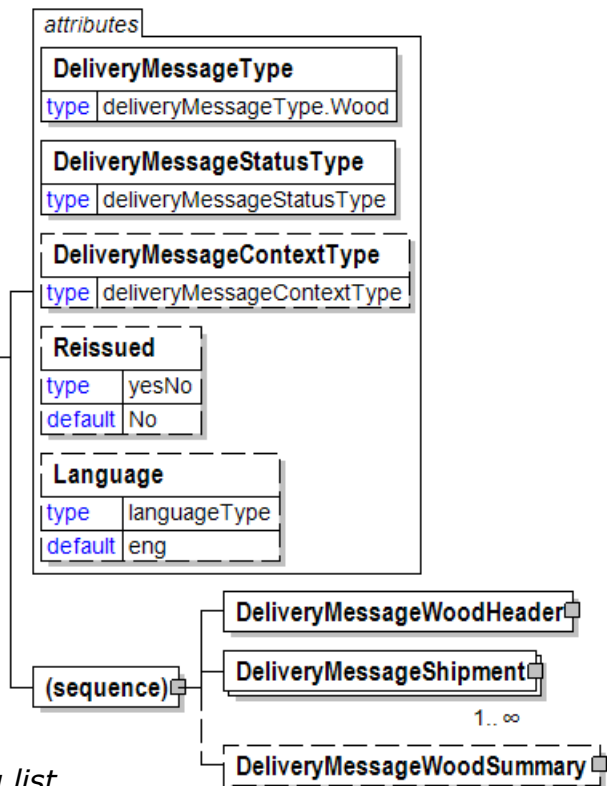 attributes
DeliveryMessageType
type deliveryMessageType.Wood
DeliveryMessageStatusType
type deliveryMessageStatusType
DeliveryMessageContextType
type deliveryMessageContextType
Reissued
type yesNo
default No
Language
type languageType
default eng
DeliveryMessageWoodHeader
(sequence)
DeliveryMessageShipment
1.. ∞
DeliveryMessageWoodSummary
list